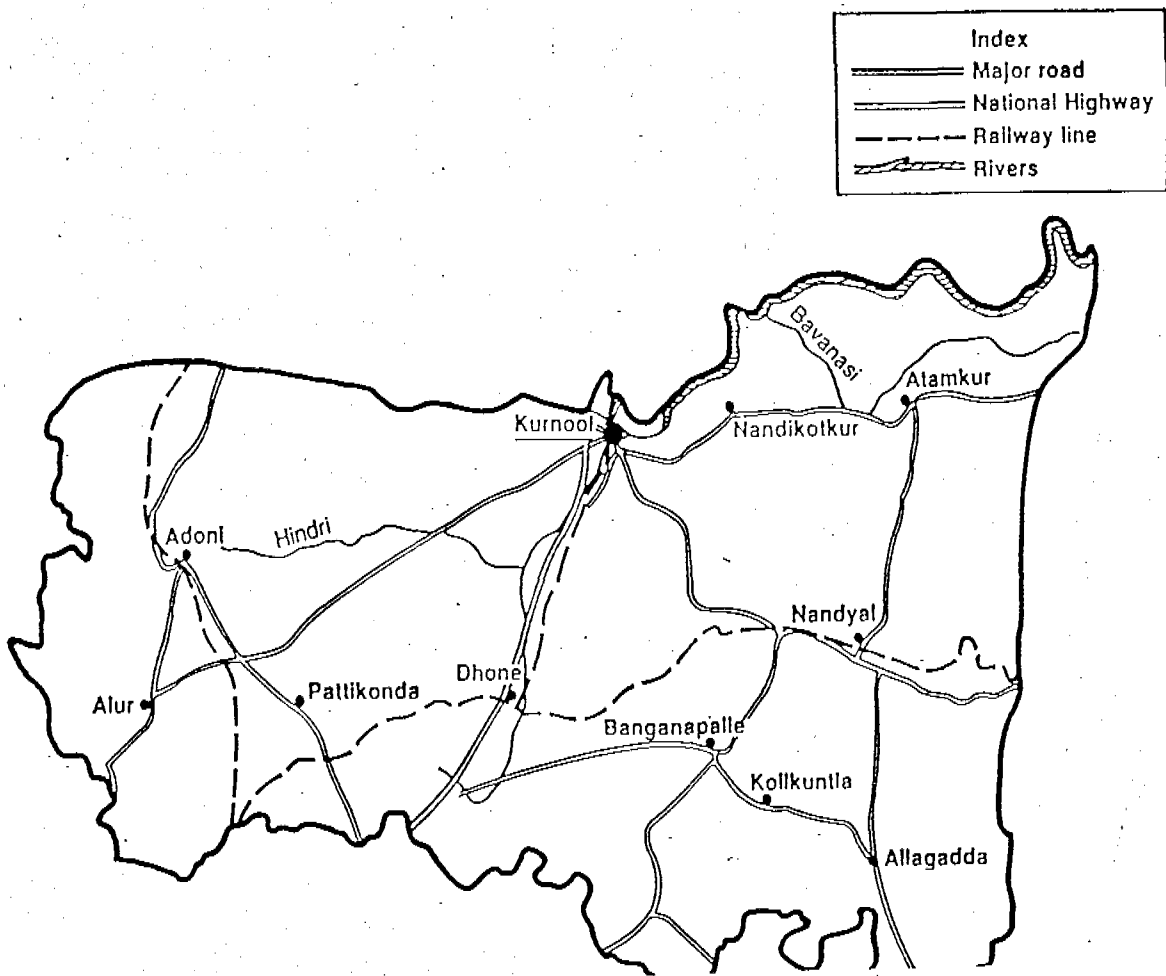 Index
Major road
National Highway
Railway line
Rivers
Bavanasi
Atamkur
Kurnool
Nandikotkur
Adoni
Hindri
Nandyal
Dhone
Pattikonda
Alur
Banganapalle
Kolikuntla
Allagadda